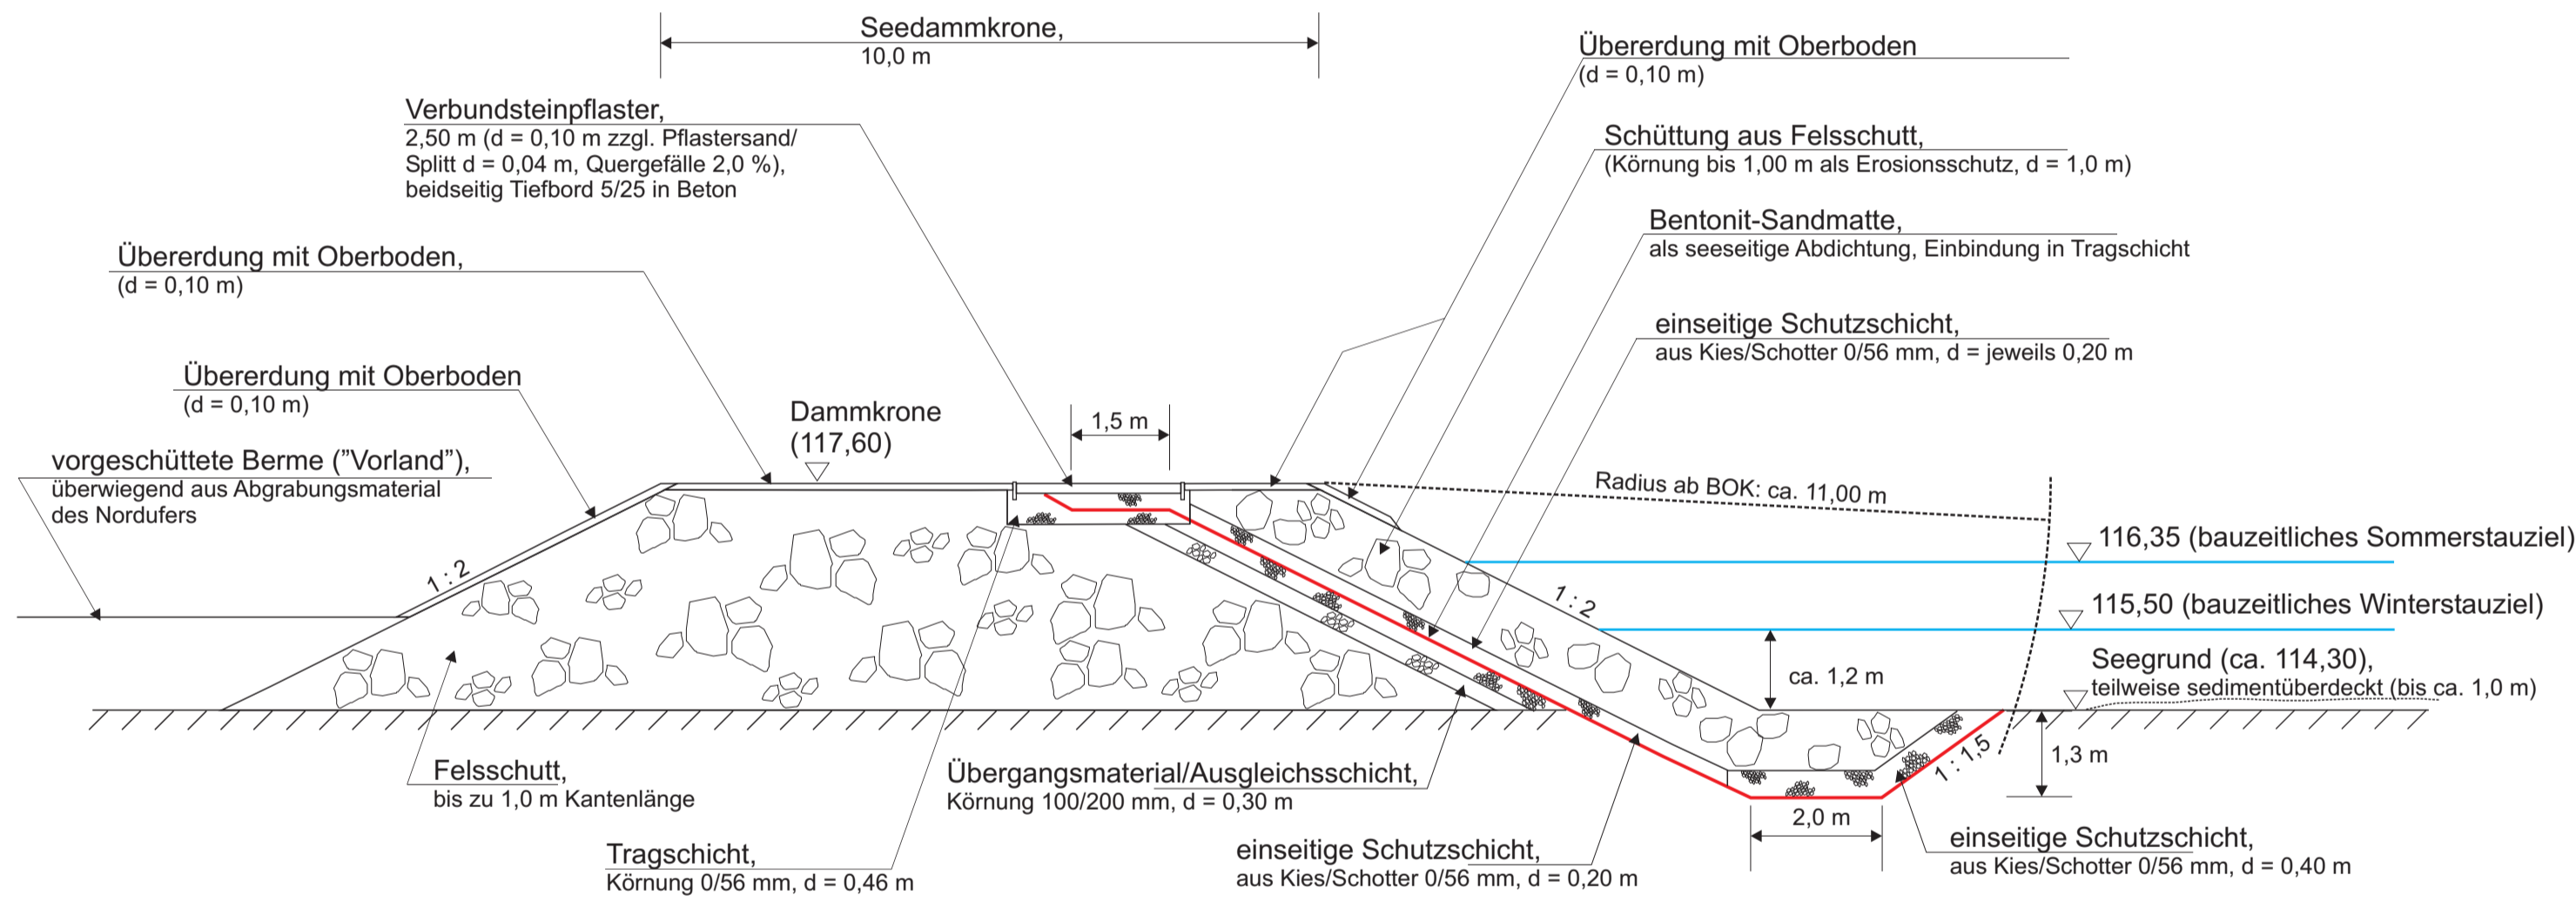 Seedammkrone,
10,0 m
Übererdung mit Oberboden
(d = 0,10 m)
Verbundsteinpflaster,
2,50 m (d = 0,10 m zzgl. Pflastersand/
Splitt d = 0,04 m, Quergefälle 2,0 %),
beidseitig Tiefbord 5/25 in Beton
Schüttung aus Felsschutt,
(Körnung bis 1,00 m als Erosionsschutz, d = 1,0 m)
Bentonit-Sandmatte,
als seeseitige Abdichtung, Einbindung in Tragschicht
Übererdung mit Oberboden,
(d = 0,10 m)
einseitige Schutzschicht,
aus Kies/Schotter 0/56 mm, d = jeweils 0,20 m
Übererdung mit Oberboden
(d = 0,10 m)
Dammkrone
(117,60)
1,5 m
vorgeschüttete Berme ("Vorland"),
überwiegend aus Abgrabungsmaterial
des Nordufers
Radius ab BOK: ca. 11,00 m
116,35 (bauzeitliches Sommerstauziel)
1 : 2
1 : 2
115,50 (bauzeitliches Winterstauziel)
ca. 1,2 m
Seegrund (ca. 114,30),
teilweise sedimentüberdeckt (bis ca. 1,0 m)
1 : 1,5
1,3 m
Felsschutt,
bis zu 1,0 m Kantenlänge
Übergangsmaterial/Ausgleichsschicht,
Körnung 100/200 mm, d = 0,30 m
2,0 m
Tragschicht,
Körnung 0/56 mm, d = 0,46 m
einseitige Schutzschicht,
aus Kies/Schotter 0/56 mm, d = 0,20 m
einseitige Schutzschicht,
aus Kies/Schotter 0/56 mm, d = 0,40 m